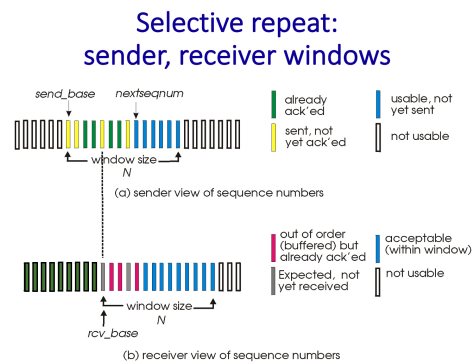 Selective repeat:
sender, receiver windows
send_base
nextseqnum
already
ack'ed
usable, not
yet sent
sent, not
yet ack'ed
not usable
window size
N
(a) sender view of sequence numbers
out of order
(buffered) but
already ack'ed
acceptable
(within window)
Expected, not
yet received
not usable
window size
N
rcv_base
(b) receiver view of sequence numbers